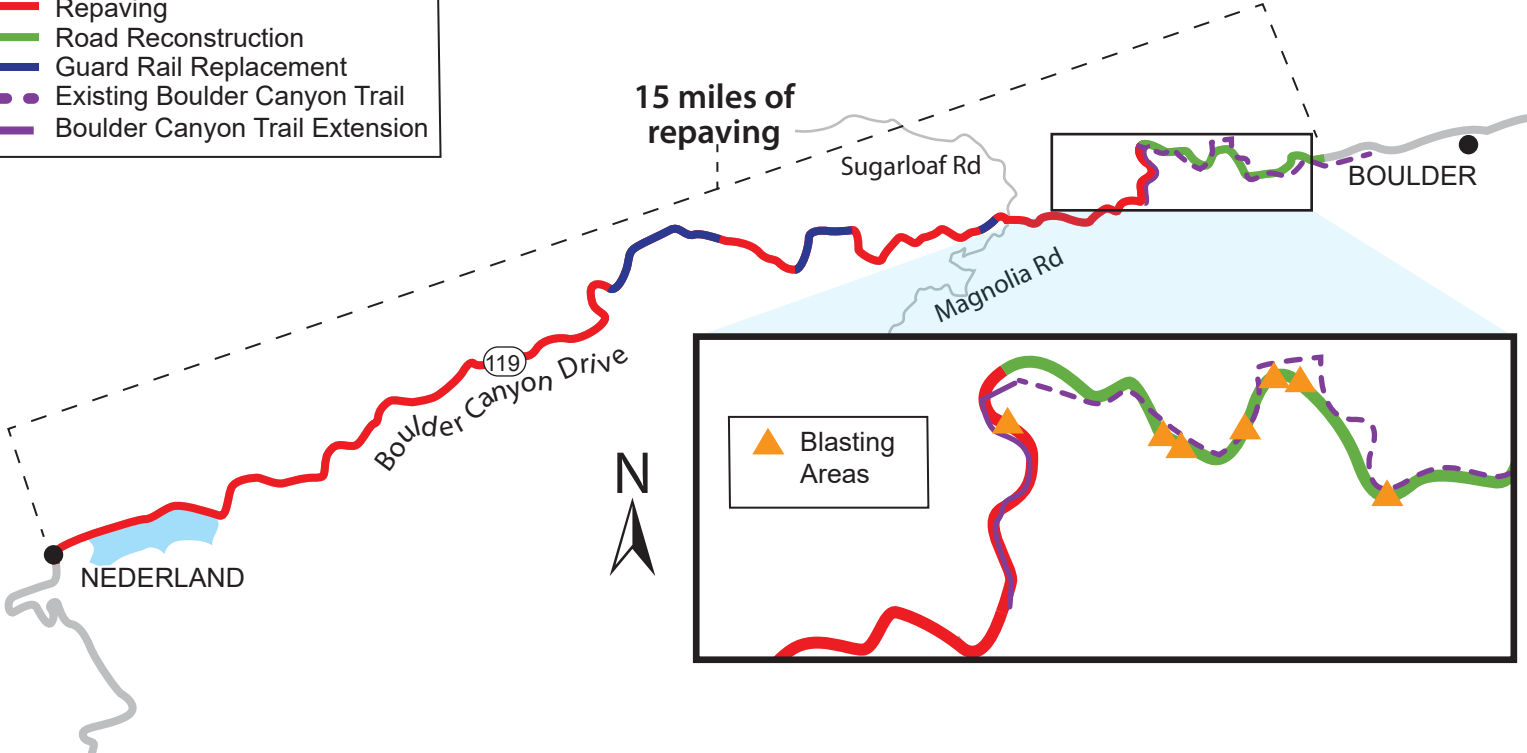 Repaving
Road Reconstruction
Guard Rail Replacement
Existing Boulder Canyon Trail
Boulder Canyon Trail Extension
15 miles of
repaving
Sugarloaf Rd
BOULDER
Magnolia Rd
119
Boulder Canyon Drive
Blasting
Areas
N
NEDERLAND